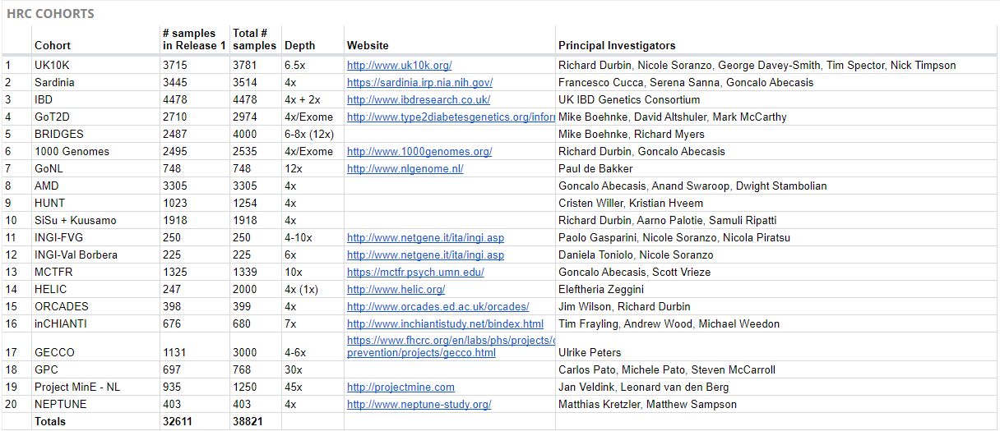 HRC COHORTS
# samples Total #
Cohort in Release 1 samples Depth Website Principal Investigators
1 UK10K 3715 3781 6.5x http://www.uk10k.org/ Richard Durbin, Nicole Soranzo, George Davey-Smith, Tim Spector, Nick Timpson
2 Sardinia 3445 3514 4x https://sardinia.irp.nia.nih.gov/ Francesco Cucca, Serena Sanna, Goncalo Abecasis
3 IBD 4478 4478 4x + 2x http://www.ibdresearch.co.uk/ UK IBD Genetics Consortium
4 GoT2D 2710 2974 4x/Exome http://www.type2diabetesgenetics.org/infor Mike Boehnke, David Altshuler, Mark McCarthy
5 BRIDGES 2487 4000 6-8x (12x) Mike Boehnke, Richard Myers
6 1000 Genomes 2495 2535 4x/Exome http://www.1000genomes.org/ Richard Durbin, Goncalo Abecasis
7 GoNL 748 748 12x http://www.nlgenome.nl/ Paul de Bakker
8 AMD 3305 3305 4x Goncalo Abecasis, Anand Swaroop, Dwight Stambolian
9 HUNT 1023 1254 4x Cristen Willer, Kristian Hveem
10 SiSu + Kuusamo 1918 1918 4x Richard Durbin, Aarno Palotie, Samuli Ripatti
11 INGI-FVG 250 250 4-10x http://www.netgene.it/ita/ingi.asp Paolo Gasparini, Nicole Soranzo, Nicola Piratsu
12 INGI-Val Borbera 225 225 6x http://www.netgene.it/ita/ingi.asp Daniela Toniolo, Nicole Soranzo
13 MCTFR 1325 1339 10x https://mctfr.psych.umn.edu/ Goncalo Abecasis, Scott Vrieze
14 HELIC 247 2000 4x (1x) http://www.helic.org/ Eleftheria Zeggini
15 ORCADES 398 399 4x http://www.orcades.ed.ac.uk/orcades/ Jim Wilson, Richard Durbin
16 inCHIANTI 676 680 7x http://www.inchiantistudy.net/bindex.html Tim Frayling, Andrew Wood, Michael Weedon
https://www.fhcrc.org/en/labs/phs/projects/c
17 GECCO 1131 3000 4-6x prevention/projects/gecco.html Ulrike Peters
18 GPC 697 768 30x Carlos Pato, Michele Pato, Steven McCarroll
19 Project MinE - NL 935 1250 45x http://projectmine.com Jan Veldink, Leonard van den Berg
20 NEPTUNE 403 403 4x http://www.neptune-study.org/ Matthias Kretzler, Matthew Sampson
Totals 32611 38821